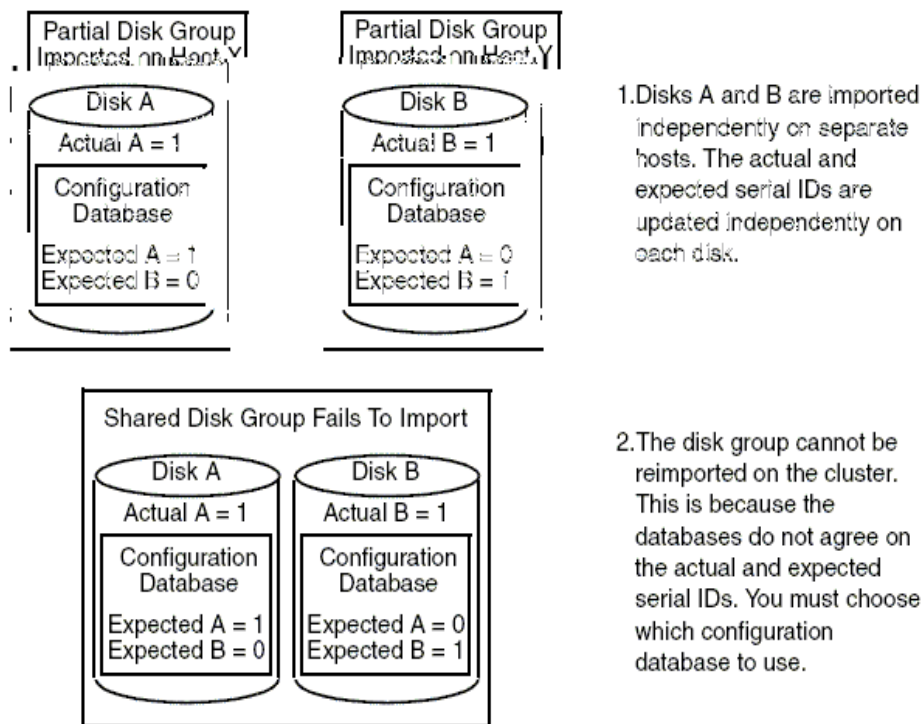 Partial Disk Group
Imported on Host
Partial Disk Group
Imported on Host Y
Disk A
Actual A = 1
Configuration
Database
Expected A = 1
Expected B = 0
Disk B
Actual B = 1
Configuration
Database
Expected A = 0
Expected B = 1
1.Disks A and B are imported
independently on separate
hosts. The actual and
expected serial IDs are
updated independently on
each disk.
Shared Disk Group Fails To Import
Disk A
Actual A = 1
Configuration
Database
Expected A = 1
Expected B = 0
Disk B
Actual B = 1
Configuration
Database
Expected A = 0
Expected B = 1
2.The disk group cannot be
reimported on the cluster.
This is because the
databases do not agree on
the actual and expected
serial IDs. You must choose
which configuration
database to use.